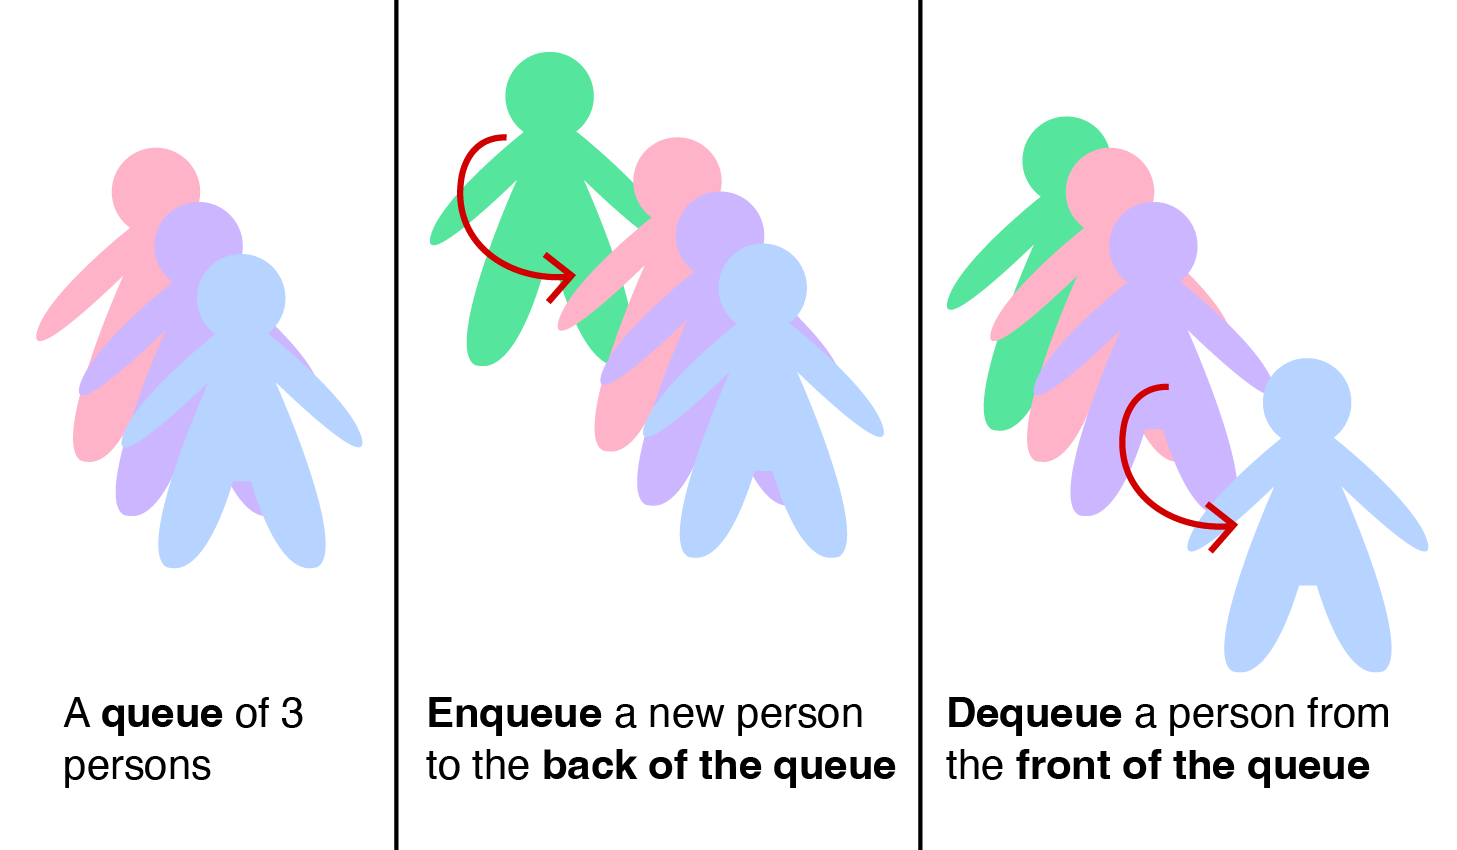 A queue of 3
persons
Enqueue a new person
to the back of the queue
Dequeue a person from
the front of the queue